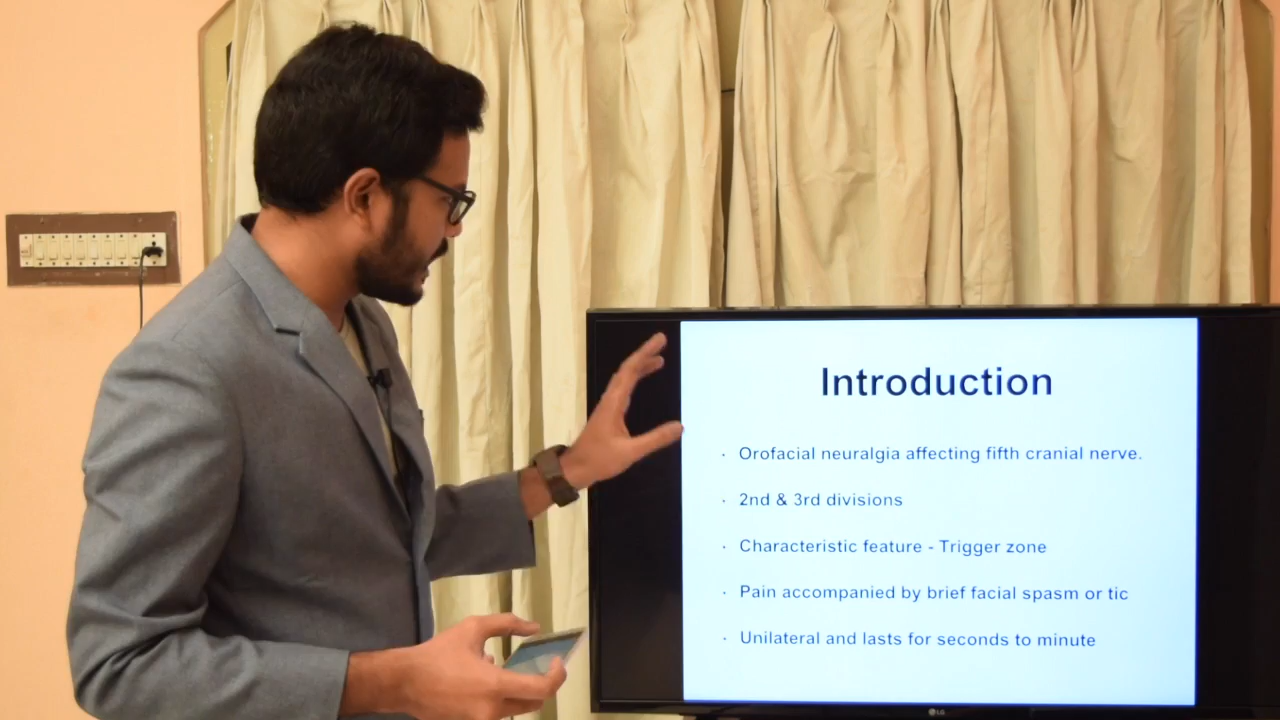 Introduction
· Orofacial neuralgia affecting fifth cranial nerve.
· 2nd & 3rd divisions
· Characteristic feature - Trigger zone
· Pain accompanied by brief facial spasm or tic
· Unilateral and lasts for seconds to minute
LG